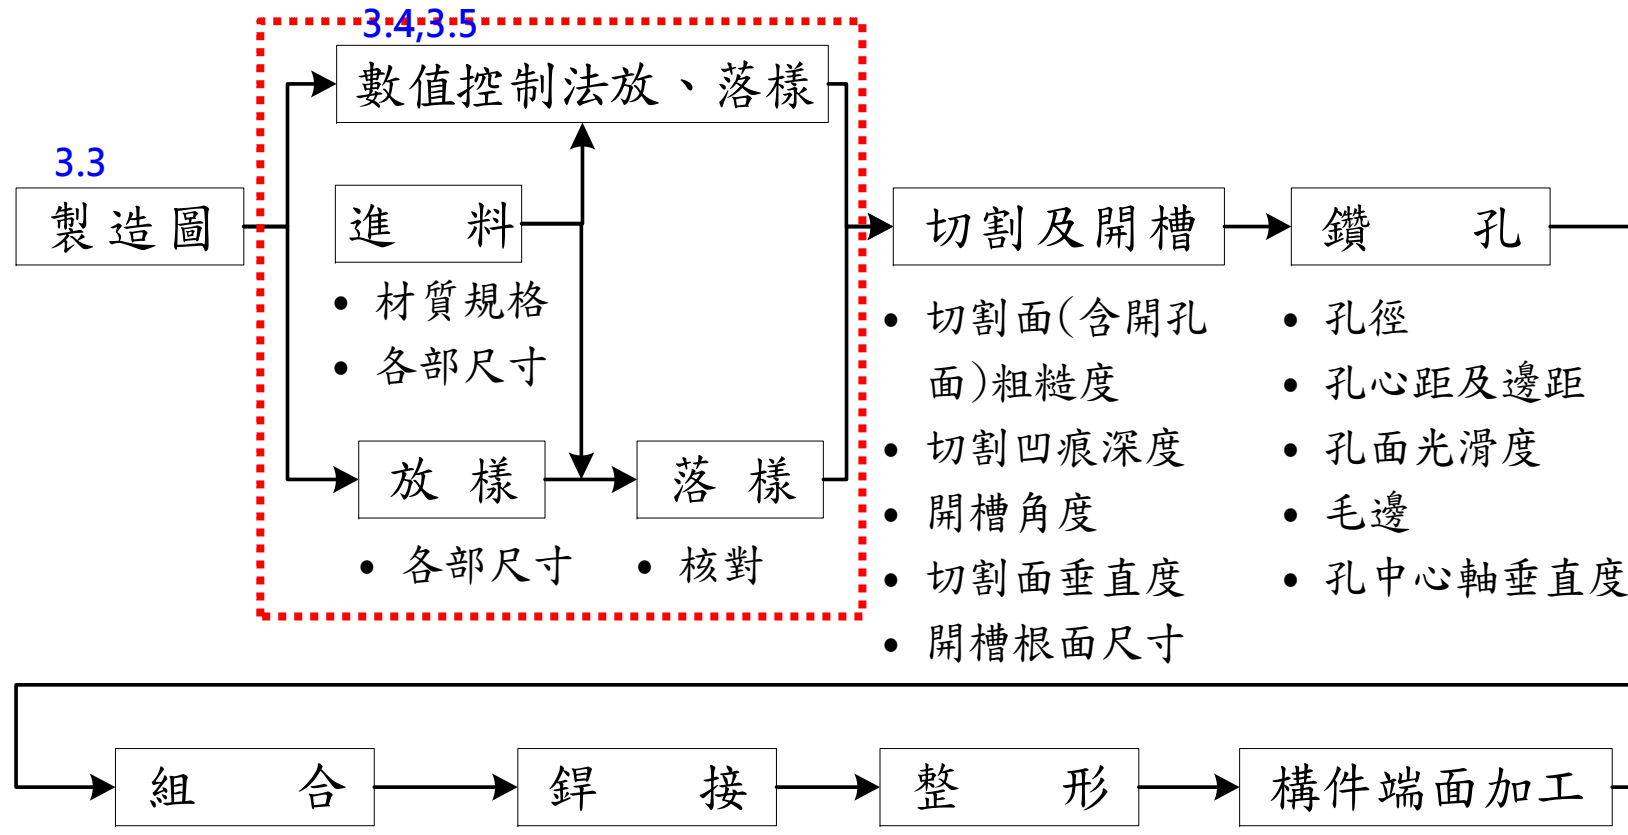 3.4,3.5
數值控制法放、落樣
3.3
製造圖
進 料
• 材質規格
• 各部尺寸
放 樣
• 各部尺寸
落 樣
• 核對
切割及開槽
• 切割面(含開孔
面)粗糙度
• 切割凹痕深度
• 開槽角度
• 切割面垂直度
• 開槽根面尺寸
鑽 孔
• 孔徑
• 孔心距及邊距
• 孔面光滑度
• 毛邊
• 孔中心軸垂直度
組 合
銲 接
整 形
構件端面加工